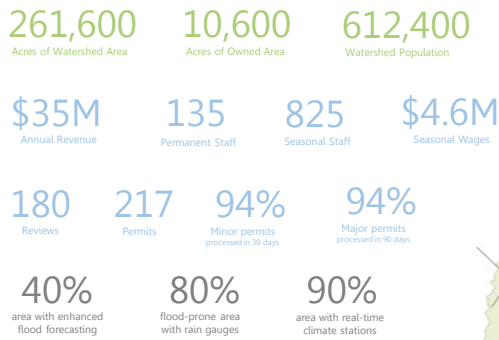 261,600 10,600 612,400
Acres of Watershed Area Acres of Owned Area Watershed Population
$35M 135 825 $4.6M
Annual Revenue Permanent Staff Seasonal Staff Seasonal Wages
180 217 94% 94%
Reviews Permits Minor permits Major permits
processed in 30 days processed in 90 days
40% 80% 90%
area with enhanced flood-prone area area with real-time
flood forecasting with rain gauges climate stations